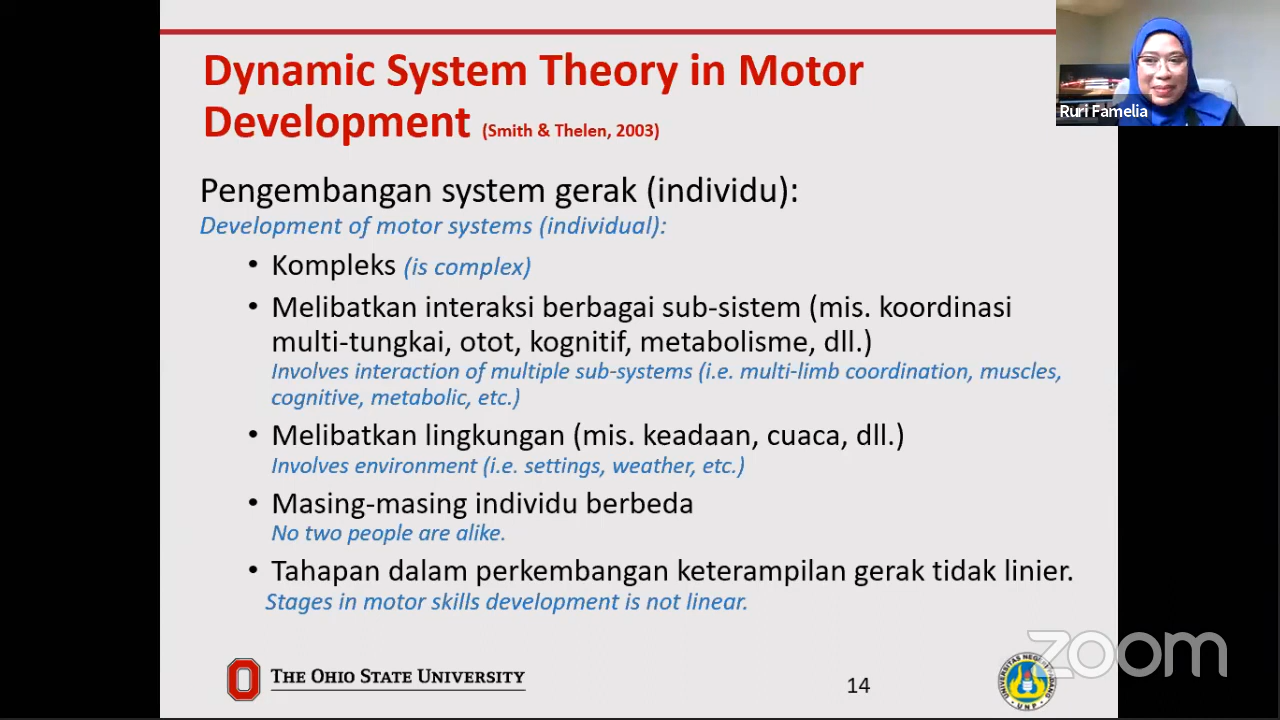 Dynamic System Theory in Motor
Development (Smith & Thelen, 2003)
Ruri Famelia
Pengembangan system gerak (individu):
Development of motor systems (individual):
• Kompleks (is complex)
• Melibatkan interaksi berbagai sub-sistem (mis. koordinasi
multi-tungkai, otot, kognitif, metabolisme, dll.)
Involves interaction of multiple sub-systems (i.e. multi-limb coordination, muscles,
cognitive, metabolic, etc.)
• Melibatkan lingkungan (mis. keadaan, cuaca, dll.)
Involves environment (i.e. settings, weather, etc.)
• Masing-masing individu berbeda
No two people are alike.
• Tahapan dalam perkembangan keterampilan gerak tidak linier.
Stages in motor skills development is not linear.
THE OHIO STATE UNIVERSITY
14
UNIVERSITAS NEGERI PADANG
UNP
zoom